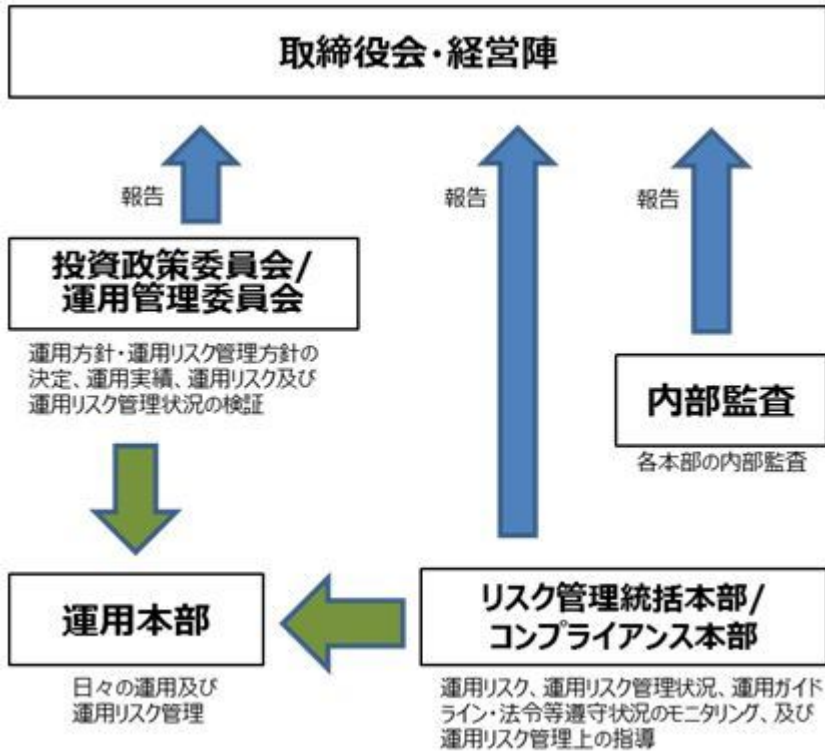 取締役会・経営陣
報告
報告
報告
投資政策委員会/
運用管理委員会
運用方針・運用リスク管理方針の
決定、運用実績、運用リスク及び
運用リスク管理状況の検証
内部監査
各本部の内部監査
運用本部
日々の運用及び
運用リスク管理
リスク管理統括本部/
コンプライアンス本部
運用リスク、運用リスク管理状況、運用ガイド
ライン・法令等遵守状況のモニタリング、及び
運用リスク管理上の指導